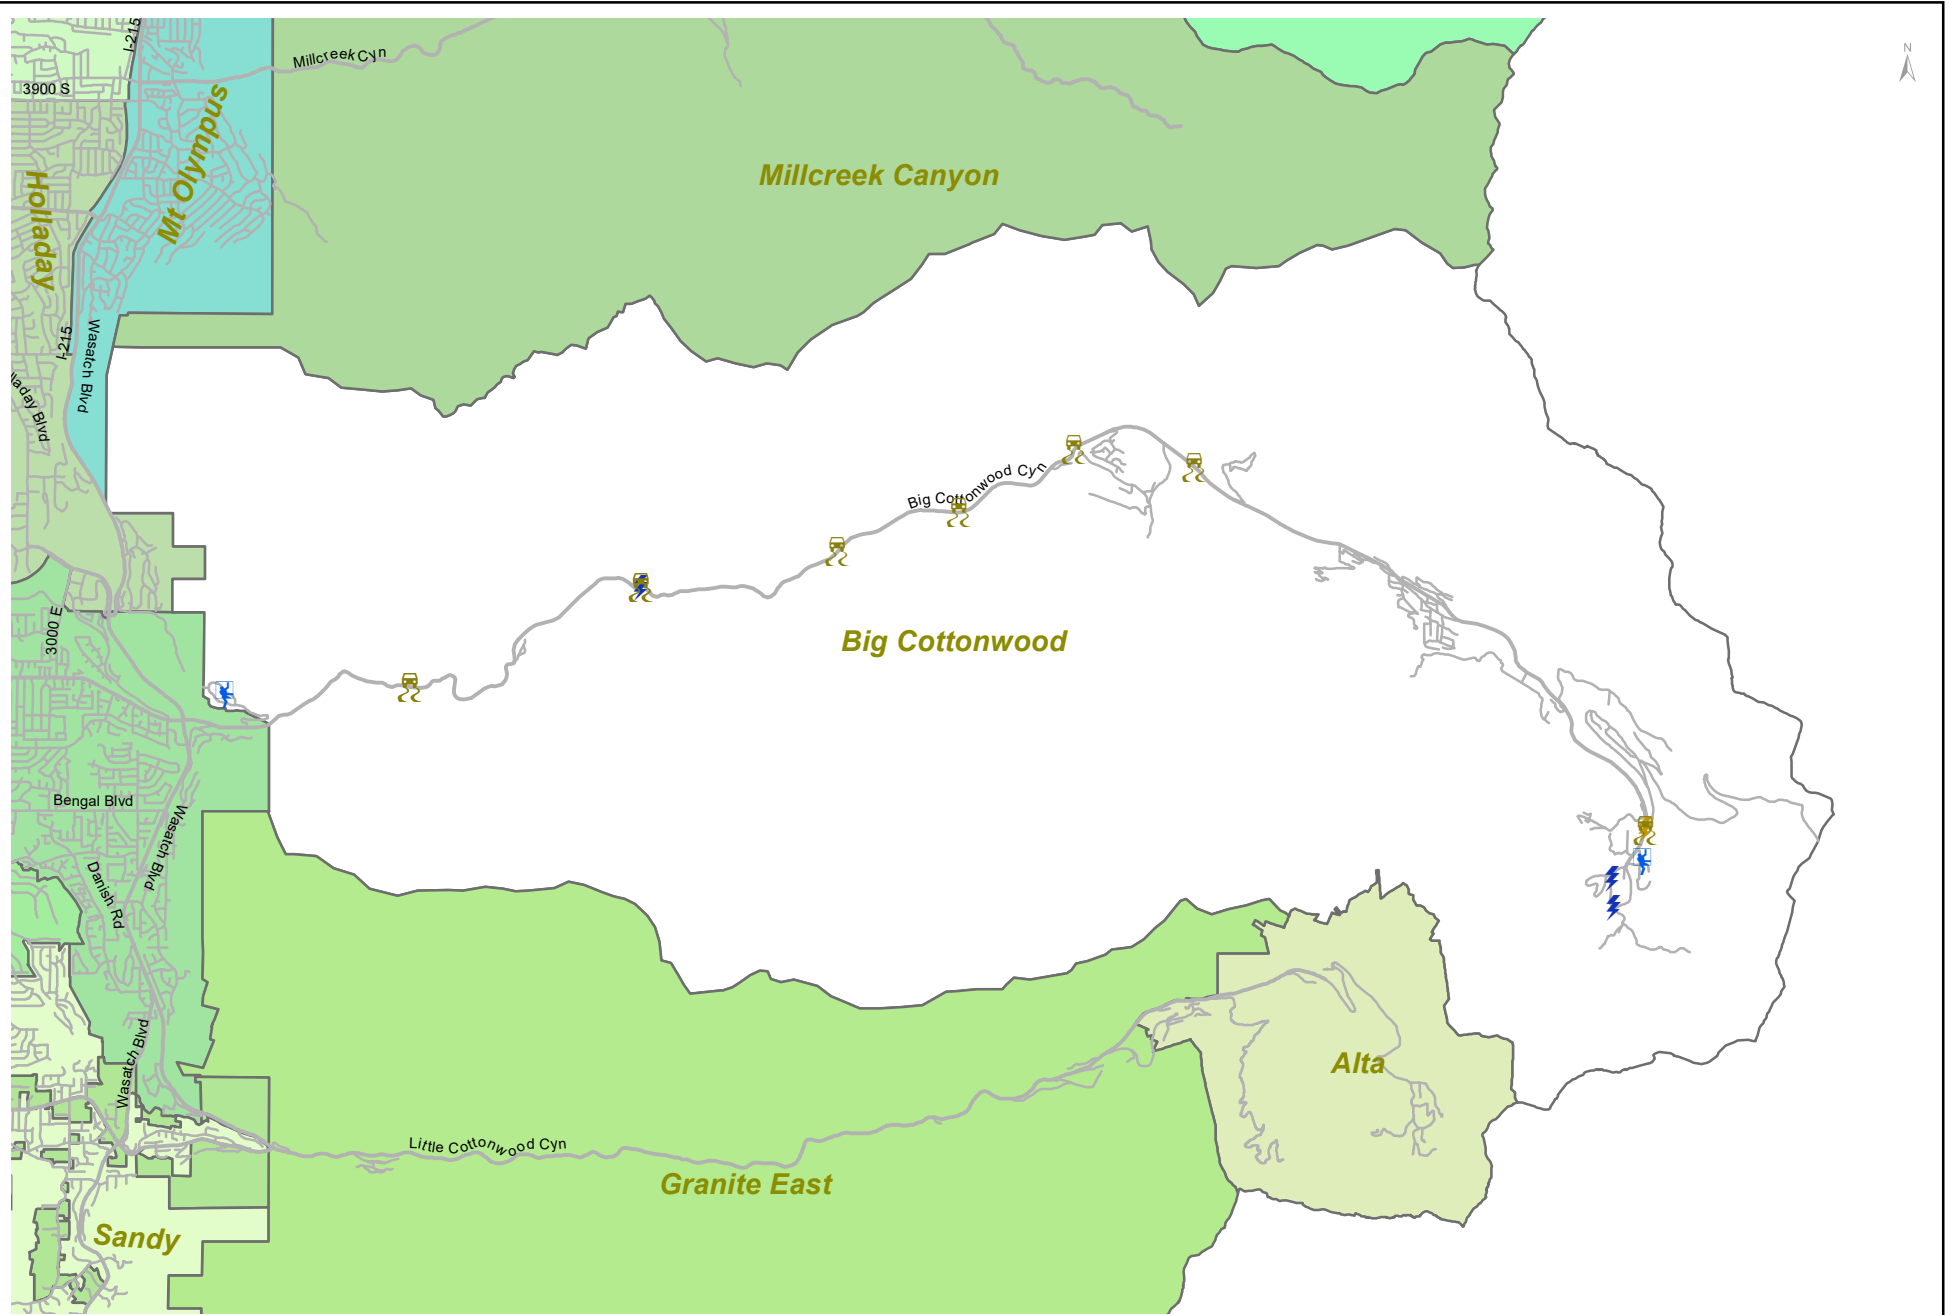 I-215
Millcreek Cyn
N
3900 S
Mt Olympus
Millcreek Canyon
Holladay
I-215
Wasatch Blvd
lladay Blvd
Big Cottonwood Cyn
3000 E
Big Cottonwood
Bengal Blvd
Wasatch Blvd
Danish Rd
Wasatch Blvd
Alta
Little Cottonwood Cyn
Granite East
Sandy